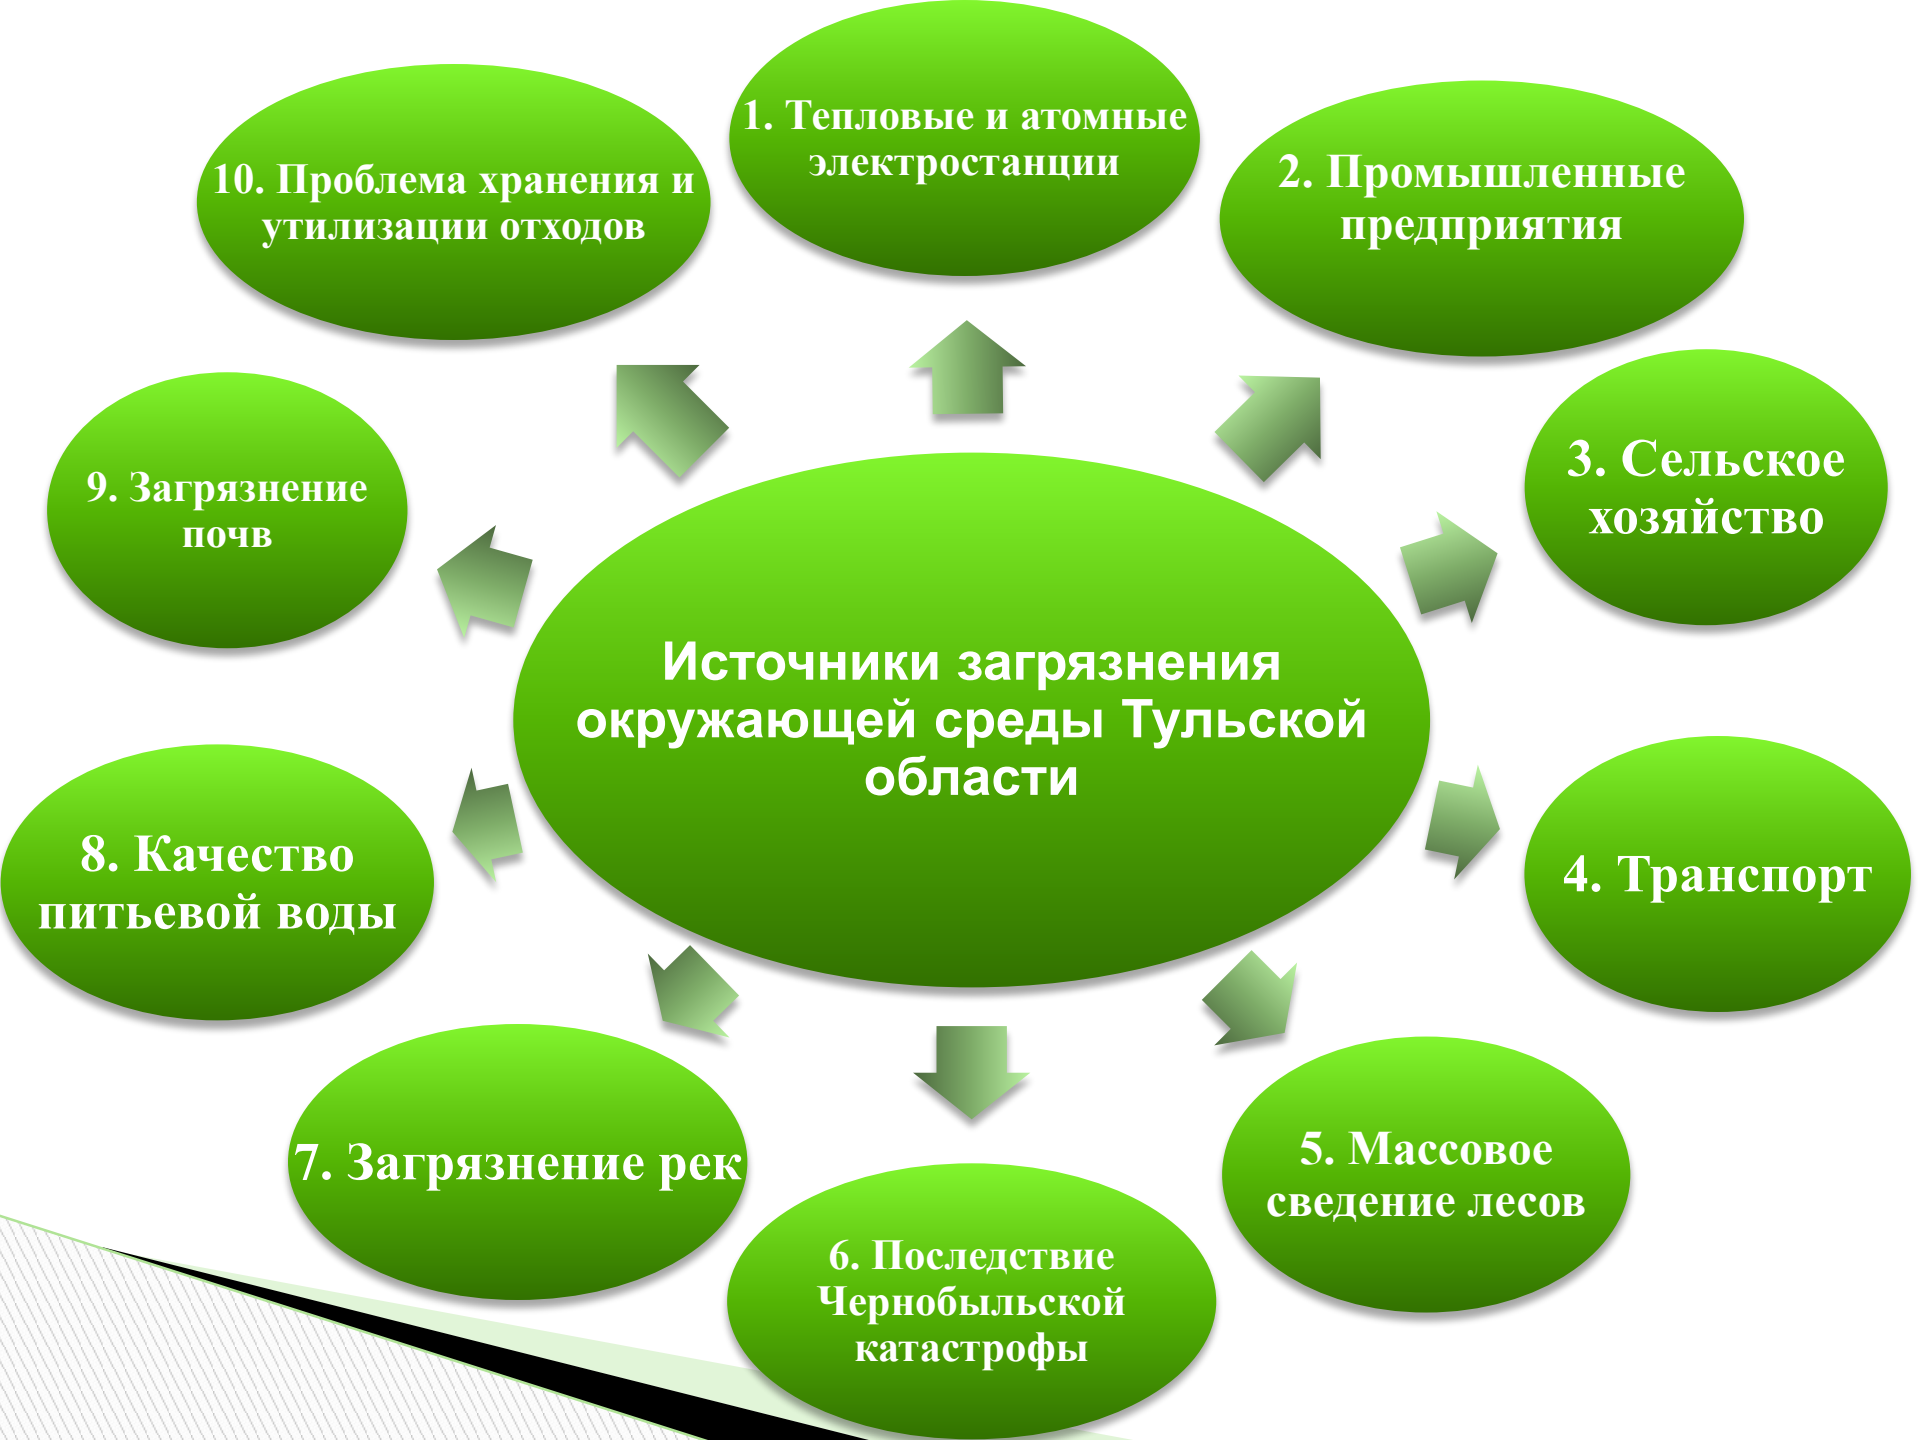 1. Тепловые и атомные
электростанции
2. Промышленные
предприятия
3. Сельское
хозяйство
4. Транспорт
5. Массовое
сведение лесов
6. Последствие
Чернобыльской
катастрофы
7. Загрязнение рек
8. Качество
питьевой воды
9. Загрязнение
почв
10. Проблема хранения и
утилизации отходов
Источники загрязнения
окружающей среды Тульской
области